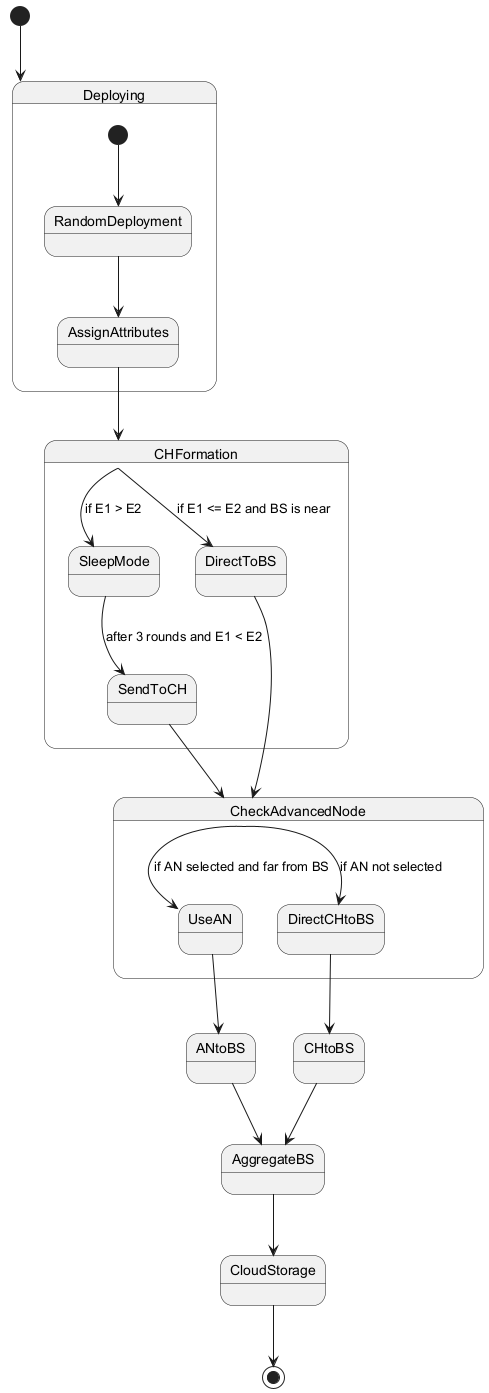 Deploying
RandomDeployment
AssignAttributes
CHFormation
if E1 > E2
if E1 <= E2 and BS is near
SleepMode
DirectToBS
after 3 rounds and E1 < E2
SendToCH
CheckAdvancedNode
if AN selected and far from BS
if AN not selected
UseAN
DirectCHtoBS
ANtoBS
CHtoBS
AggregateBS
CloudStorage